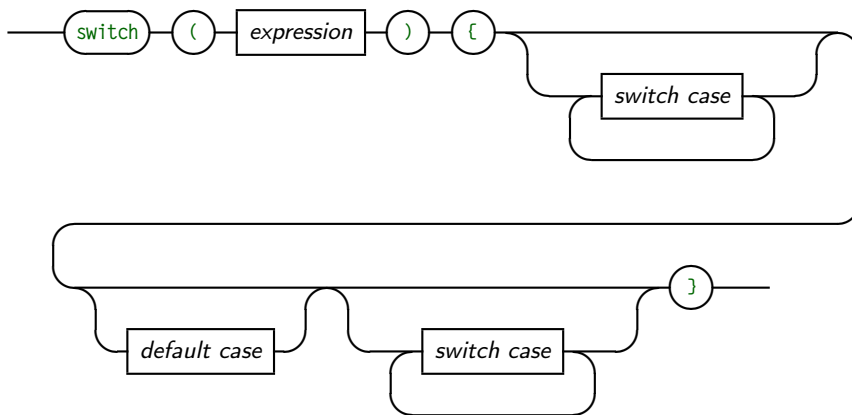 switch ( expression ) {
switch case
}
default case switch case